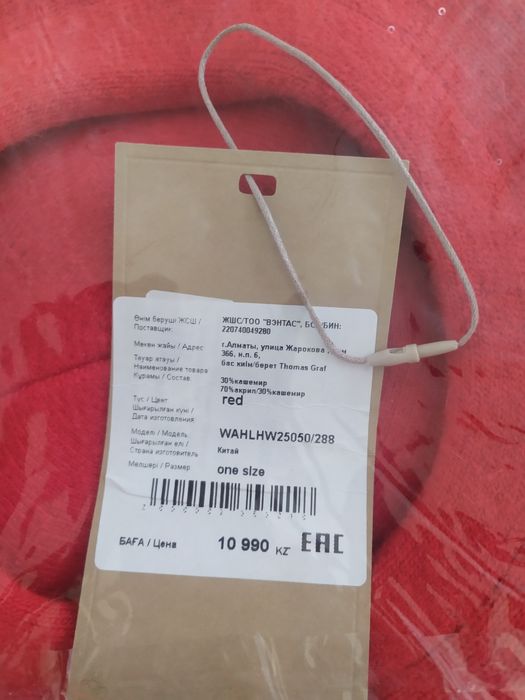 Өнім беруші ЖСШ / Поставщик: ЖШС/ТОО "ВЭНТАС", БСН/БИН: 220740049280
Мекен жайы / Адрес г.Алматы, улица Жарокова
366, н.п. 6,
Тауар атауы / Наименование товара бас киім/берет Thomas Graf
Құрамы / Состав 30%кашемир
70%акрил/30%кашемир
Түс / Цвет red
Шығарылған күні / Дата изготовления
Моделі / Модель WAHLHW25050/288
Шығарылған елі / Страна изготовитель Китай
Мөлшері / Размер one size
БАҒА / Цена 10 990 KZ EAC